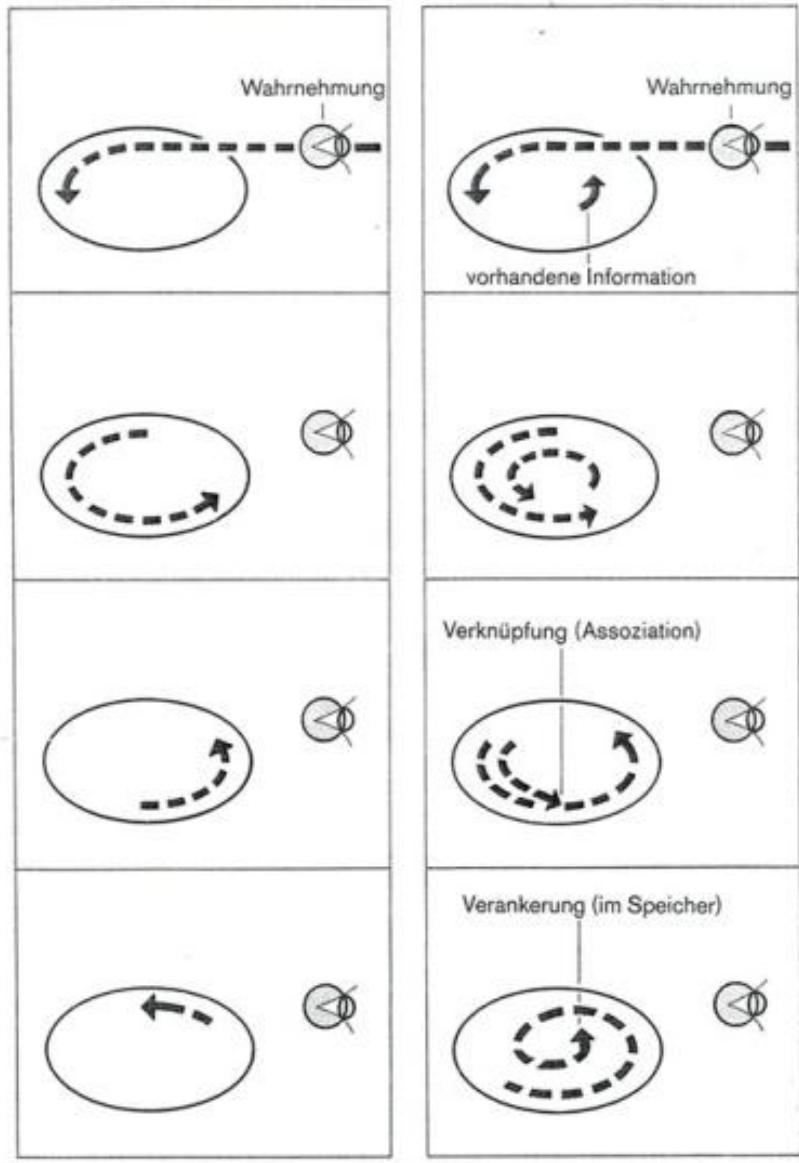 Wahrnehmung
Wahrnehmung
vorhandene Information
Verknüpfung (Assoziation)
Verankerung (im Speicher)